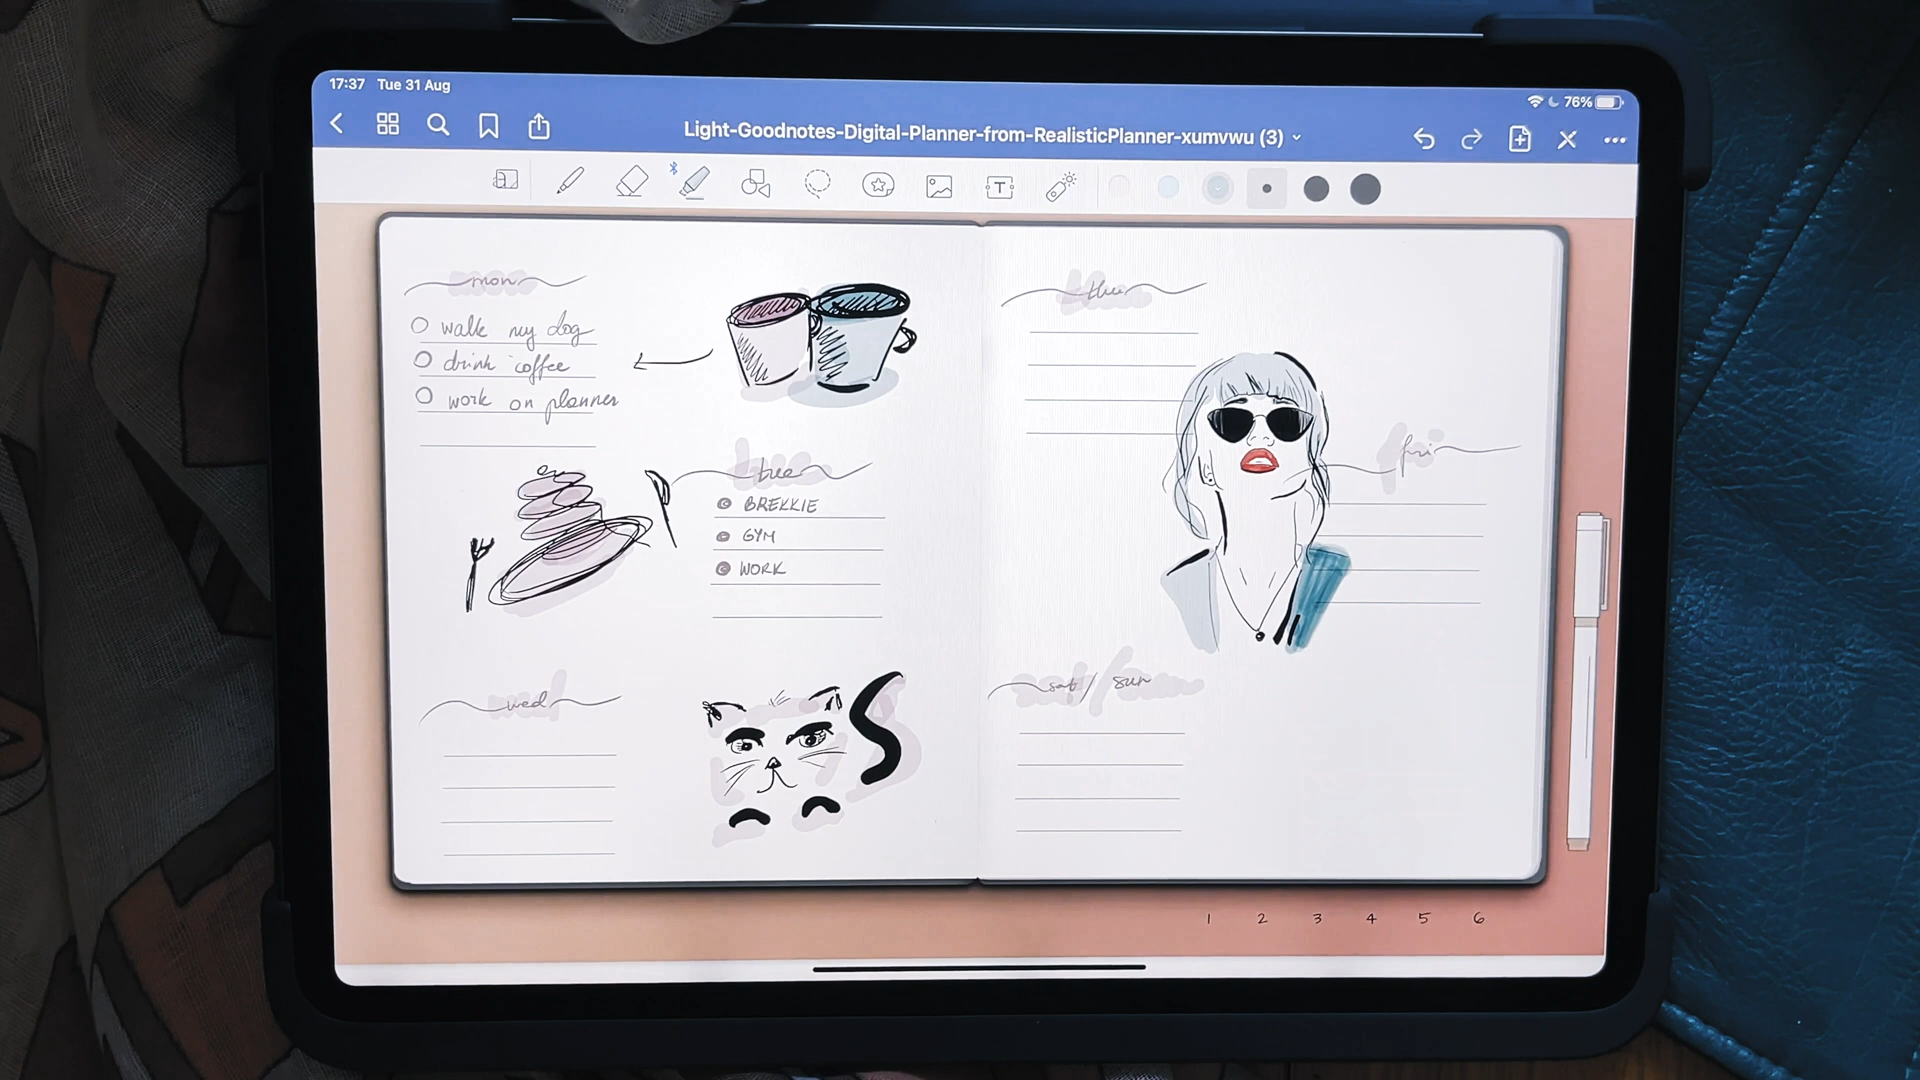 17:37 Tue 31 Aug
76%
Light-Goodnotes-Digital-Planner-from-RealisticPlanner-xumvwu (3)
T
mon
walk my dog
drink coffee
work on planner
tue
BREKKIE
GYM
WORK
wed
thu
fri
sat / sun
1 2 3 4 5 6